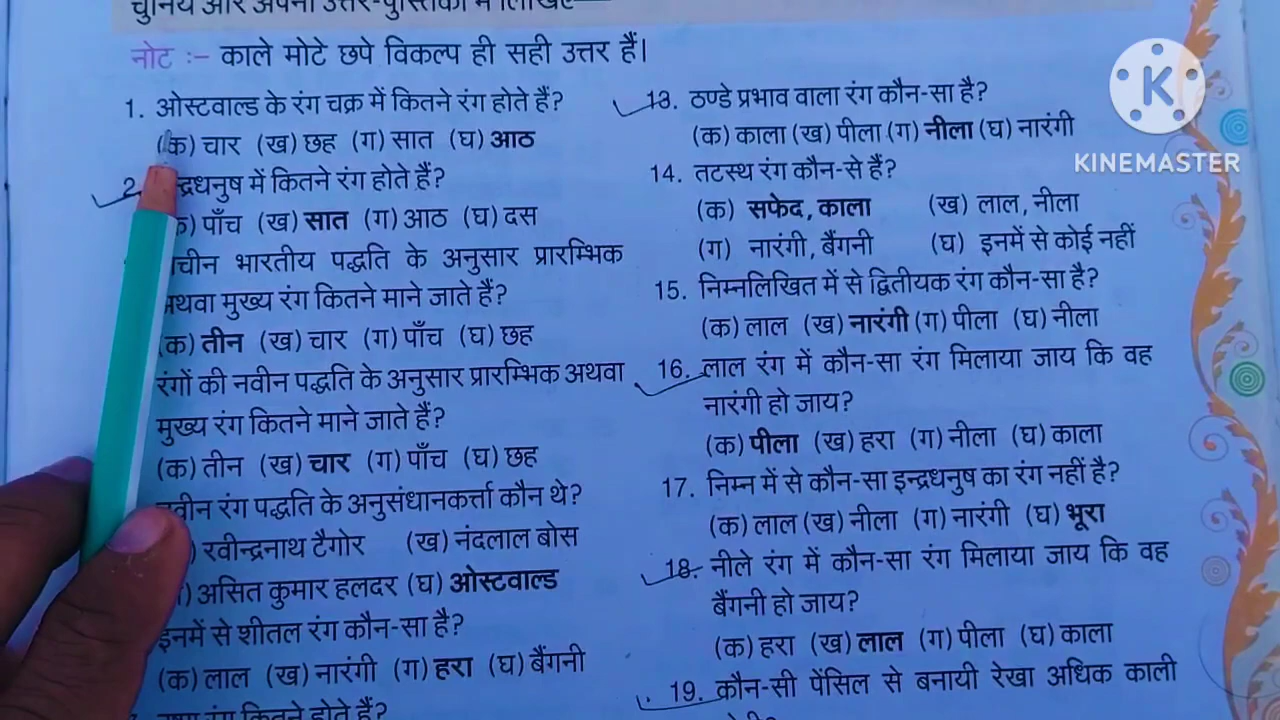 नोट :– काले मोटे छपे विकल्प ही सही उत्तर हैं।
1. ओस्टवाल्ड के रंग चक्र में कितने रंग होते हैं?
(क) चार (ख) छह (ग) सात (घ) आठ
2. में कितने रंग होते हैं?
पाँच (ख) सात (ग) आठ (घ) दस
भारतीय पद्धति के अनुसार प्रारम्भिक
मुख्य रंग कितने माने जाते हैं?
(क) तीन (ख) चार (ग) पाँच (घ) छह
रंगों की नवीन पद्धति के अनुसार प्रारम्भिक अथवा
मुख्य रंग कितने माने जाते हैं?
(क) तीन (ख) चार (ग) पाँच (घ) छह
नवीन रंग पद्धति के अनुसंधानकर्त्ता कौन थे?
रवीन्द्रनाथ टैगोर (ख) नंदलाल बोस
असित कुमार हलदर (घ) ओस्टवाल्ड
इनमें से शीतल रंग कौन-सा है?
(क) लाल (ख) नारंगी (ग) हरा (घ) बैंगनी
रंग कितने होते हैं?
13. ठण्डे प्रभाव वाला रंग कौन-सा है?
(क) काला (ख) पीला (ग) नीला (घ) नारंगी
14. तटस्थ रंग कौन-से हैं?
(क) सफेद, काला (ख) लाल, नीला
(ग) नारंगी, बैंगनी (घ) इनमें से कोई नहीं
15. निम्नलिखित में से द्वितीयक रंग कौन-सा है?
(क) लाल (ख) नारंगी (ग) पीला (घ) नीला
16. लाल रंग में कौन-सा रंग मिलाया जाय कि वह
नारंगी हो जाय?
(क) पीला (ख) हरा (ग) नीला (घ) काला
17. निम्न में से कौन-सा इन्द्रधनुष का रंग नहीं है?
(क) लाल (ख) नीला (ग) नारंगी (घ) भूरा
18. नीले रंग में कौन-सा रंग मिलाया जाय कि वह
बैंगनी हो जाय?
(क) हरा (ख) लाल (ग) पीला (घ) काला
19. कौन-सी पेंसिल से बनायी रेखा अधिक काली
K
KINEMASTER